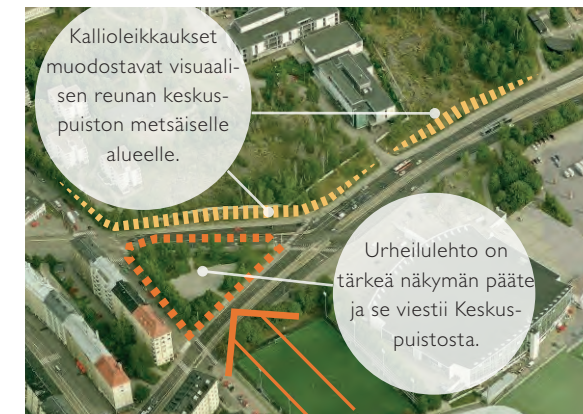 Kallioleikkaukset
muodostavat visuaali-
sen reunan keskus-
puiston metsäiselle
alueelle.
Urheilulehto on
tärkeä näkymän pääte
ja se viestii Keskus-
puistosta.